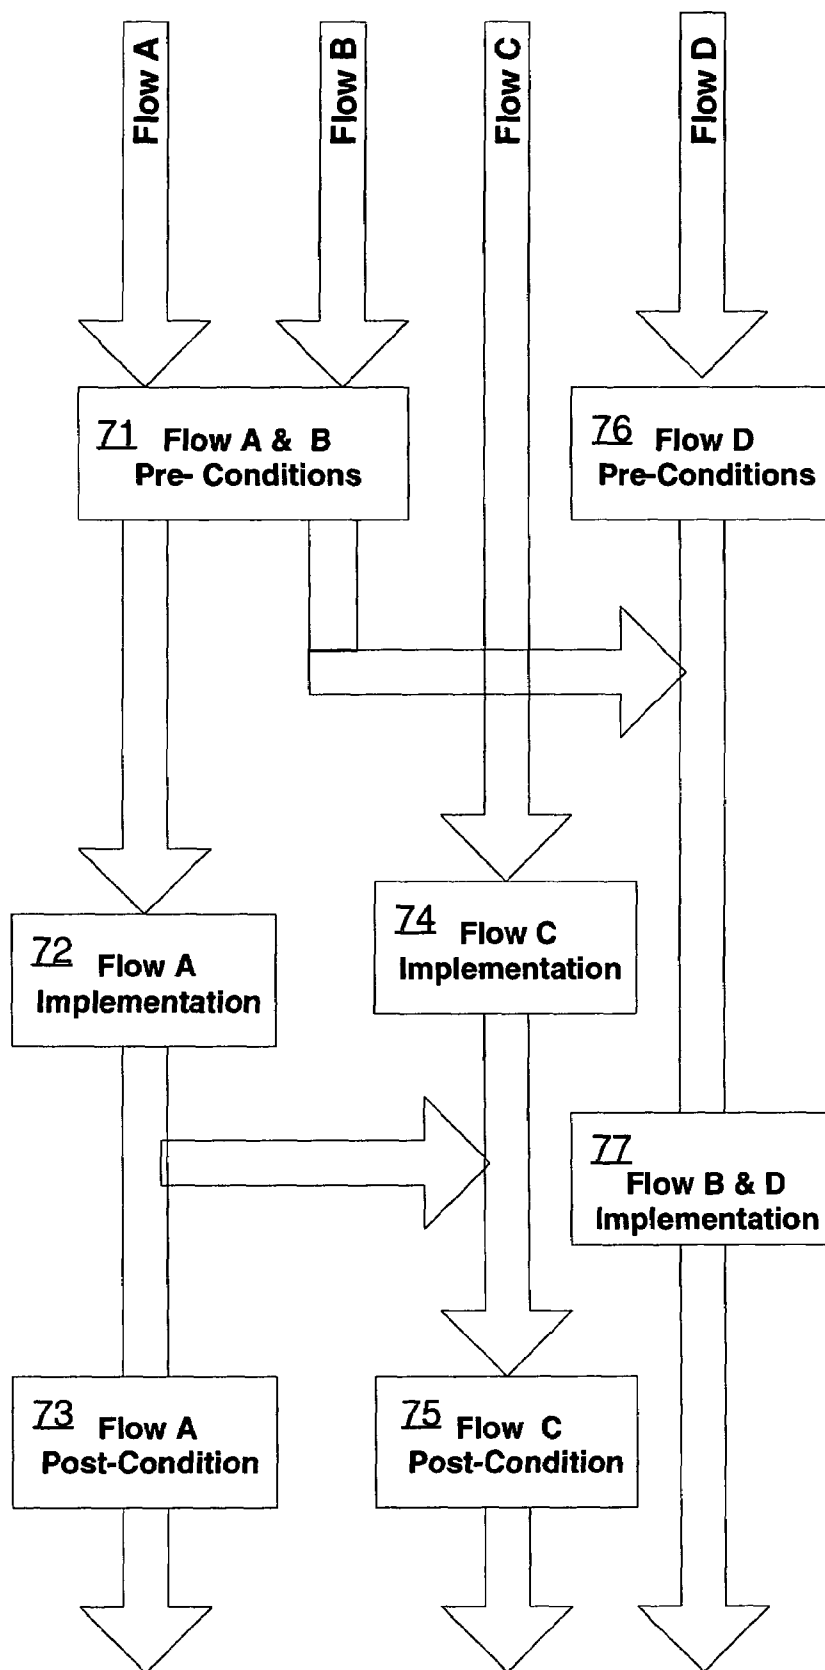 Flow A
Flow B
Flow C
Flow D
71 Flow A & B
Pre- Conditions
76 Flow D
Pre-Conditions
72 Flow A
Implementation
74 Flow C
Implementation
77 Flow B & D
Implementation
73 Flow A
Post-Condition
75 Flow C
Post-Condition